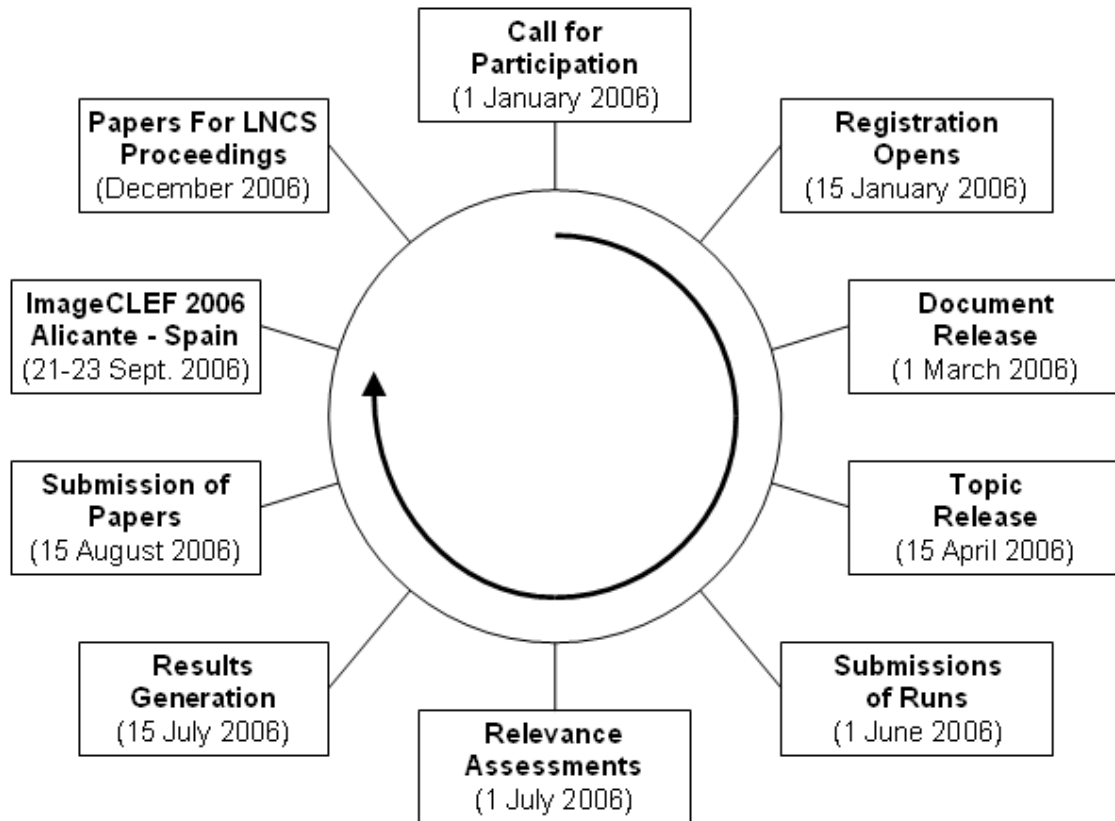 Call for
Participation
(1 January 2006)
Registration
Opens
(15 January 2006)
Document
Release
(1 March 2006)
Topic
Release
(15 April 2006)
Submissions
of Runs
(1 June 2006)
Relevance
Assessments
(1 July 2006)
Results
Generation
(15 July 2006)
Submission of
Papers
(15 August 2006)
ImageCLEF 2006
Alicante - Spain
(21-23 Sept. 2006)
Papers For LNCS
Proceedings
(December 2006)